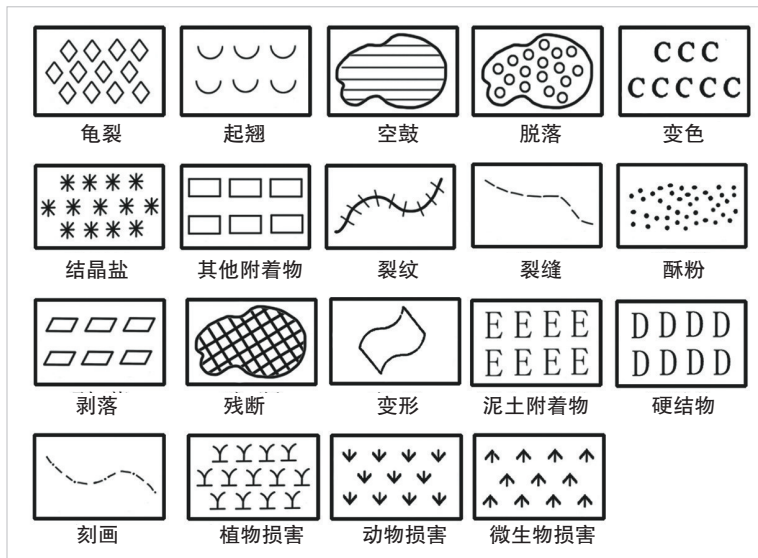 龟裂 起翘 空鼓 脱落 变色
结晶盐 其他附着物 裂纹 裂缝 酥粉
剥落 残断 变形 泥土附着物 硬结物
刻画 植物损害 动物损害 微生物损害